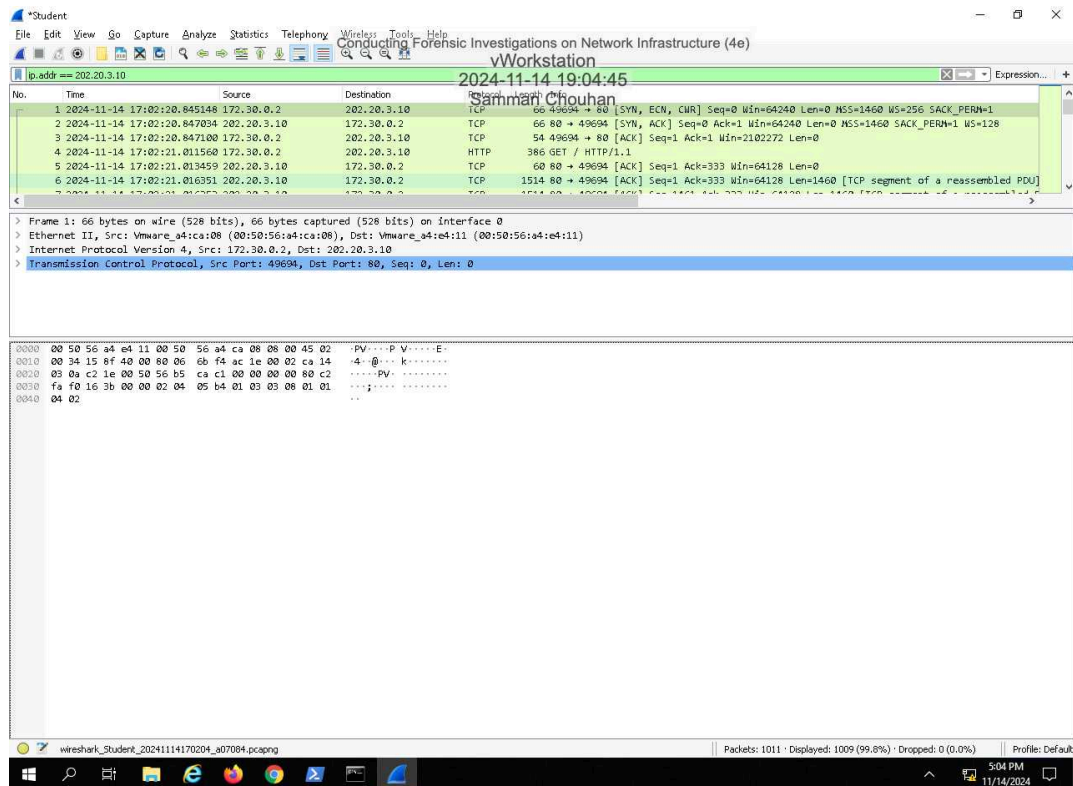 *Student
File Edit View Go Capture Analyze Statistics Telephony Wireless Tools Help
Conducting Forensic Investigations on Network Infrastructure (4e)
vWorkstation
2024-11-14 19:04:45
Samman Chouhan
ip.addr == 202.20.3.10 Expression... +
No. Time Source Destination Protocol Length Info
1 2024-11-14 17:02:20.845148 172.30.0.2 202.20.3.10 TCP 66 49694 → 80 [SYN, ECN, CWR] Seq=0 Win=64240 Len=0 MSS=1460 WS=256 SACK_PERM=1
2 2024-11-14 17:02:20.847034 202.20.3.10 172.30.0.2 TCP 66 80 → 49694 [SYN, ACK] Seq=0 Ack=1 Win=64240 Len=0 MSS=1460 SACK_PERM=1 WS=128
3 2024-11-14 17:02:20.847100 172.30.0.2 202.20.3.10 TCP 54 49694 → 80 [ACK] Seq=1 Ack=1 Win=2102272 Len=0
4 2024-11-14 17:02:21.011560 172.30.0.2 202.20.3.10 HTTP 386 GET / HTTP/1.1
5 2024-11-14 17:02:21.013459 202.20.3.10 172.30.0.2 TCP 60 80 → 49694 [ACK] Seq=1 Ack=333 Win=64128 Len=0
6 2024-11-14 17:02:21.016351 202.20.3.10 172.30.0.2 TCP 1514 80 → 49694 [ACK] Seq=1 Ack=333 Win=64128 Len=1460 [TCP segment of a reassembled PDU]
> Frame 1: 66 bytes on wire (528 bits), 66 bytes captured (528 bits) on interface 0
> Ethernet II, Src: Vmware_a4:ca:08 (00:50:56:a4:ca:08), Dst: Vmware_a4:e4:11 (00:50:56:a4:e4:11)
> Internet Protocol Version 4, Src: 172.30.0.2, Dst: 202.20.3.10
> Transmission Control Protocol, Src Port: 49694, Dst Port: 80, Seq: 0, Len: 0
0000 00 50 56 a4 e4 11 00 50 56 a4 ca 08 08 00 45 02 ·PV····P V·····E·
0010 00 34 15 8f 40 00 80 06 6b f4 ac 1e 00 02 ca 14 ·4··@··· k·······
0020 03 0a c2 1e 00 50 56 b5 ca c1 00 00 00 00 80 c2 ·····PV· ········
0030 fa f0 16 3b 00 00 02 04 05 b4 01 03 03 08 01 01 ···;···· ········
0040 04 02 ··
wireshark_Student_20241114170204_a07084.pcapng Packets: 1011 · Displayed: 1009 (99.8%) · Dropped: 0 (0.0%) Profile: Default
5:04 PM
11/14/2024